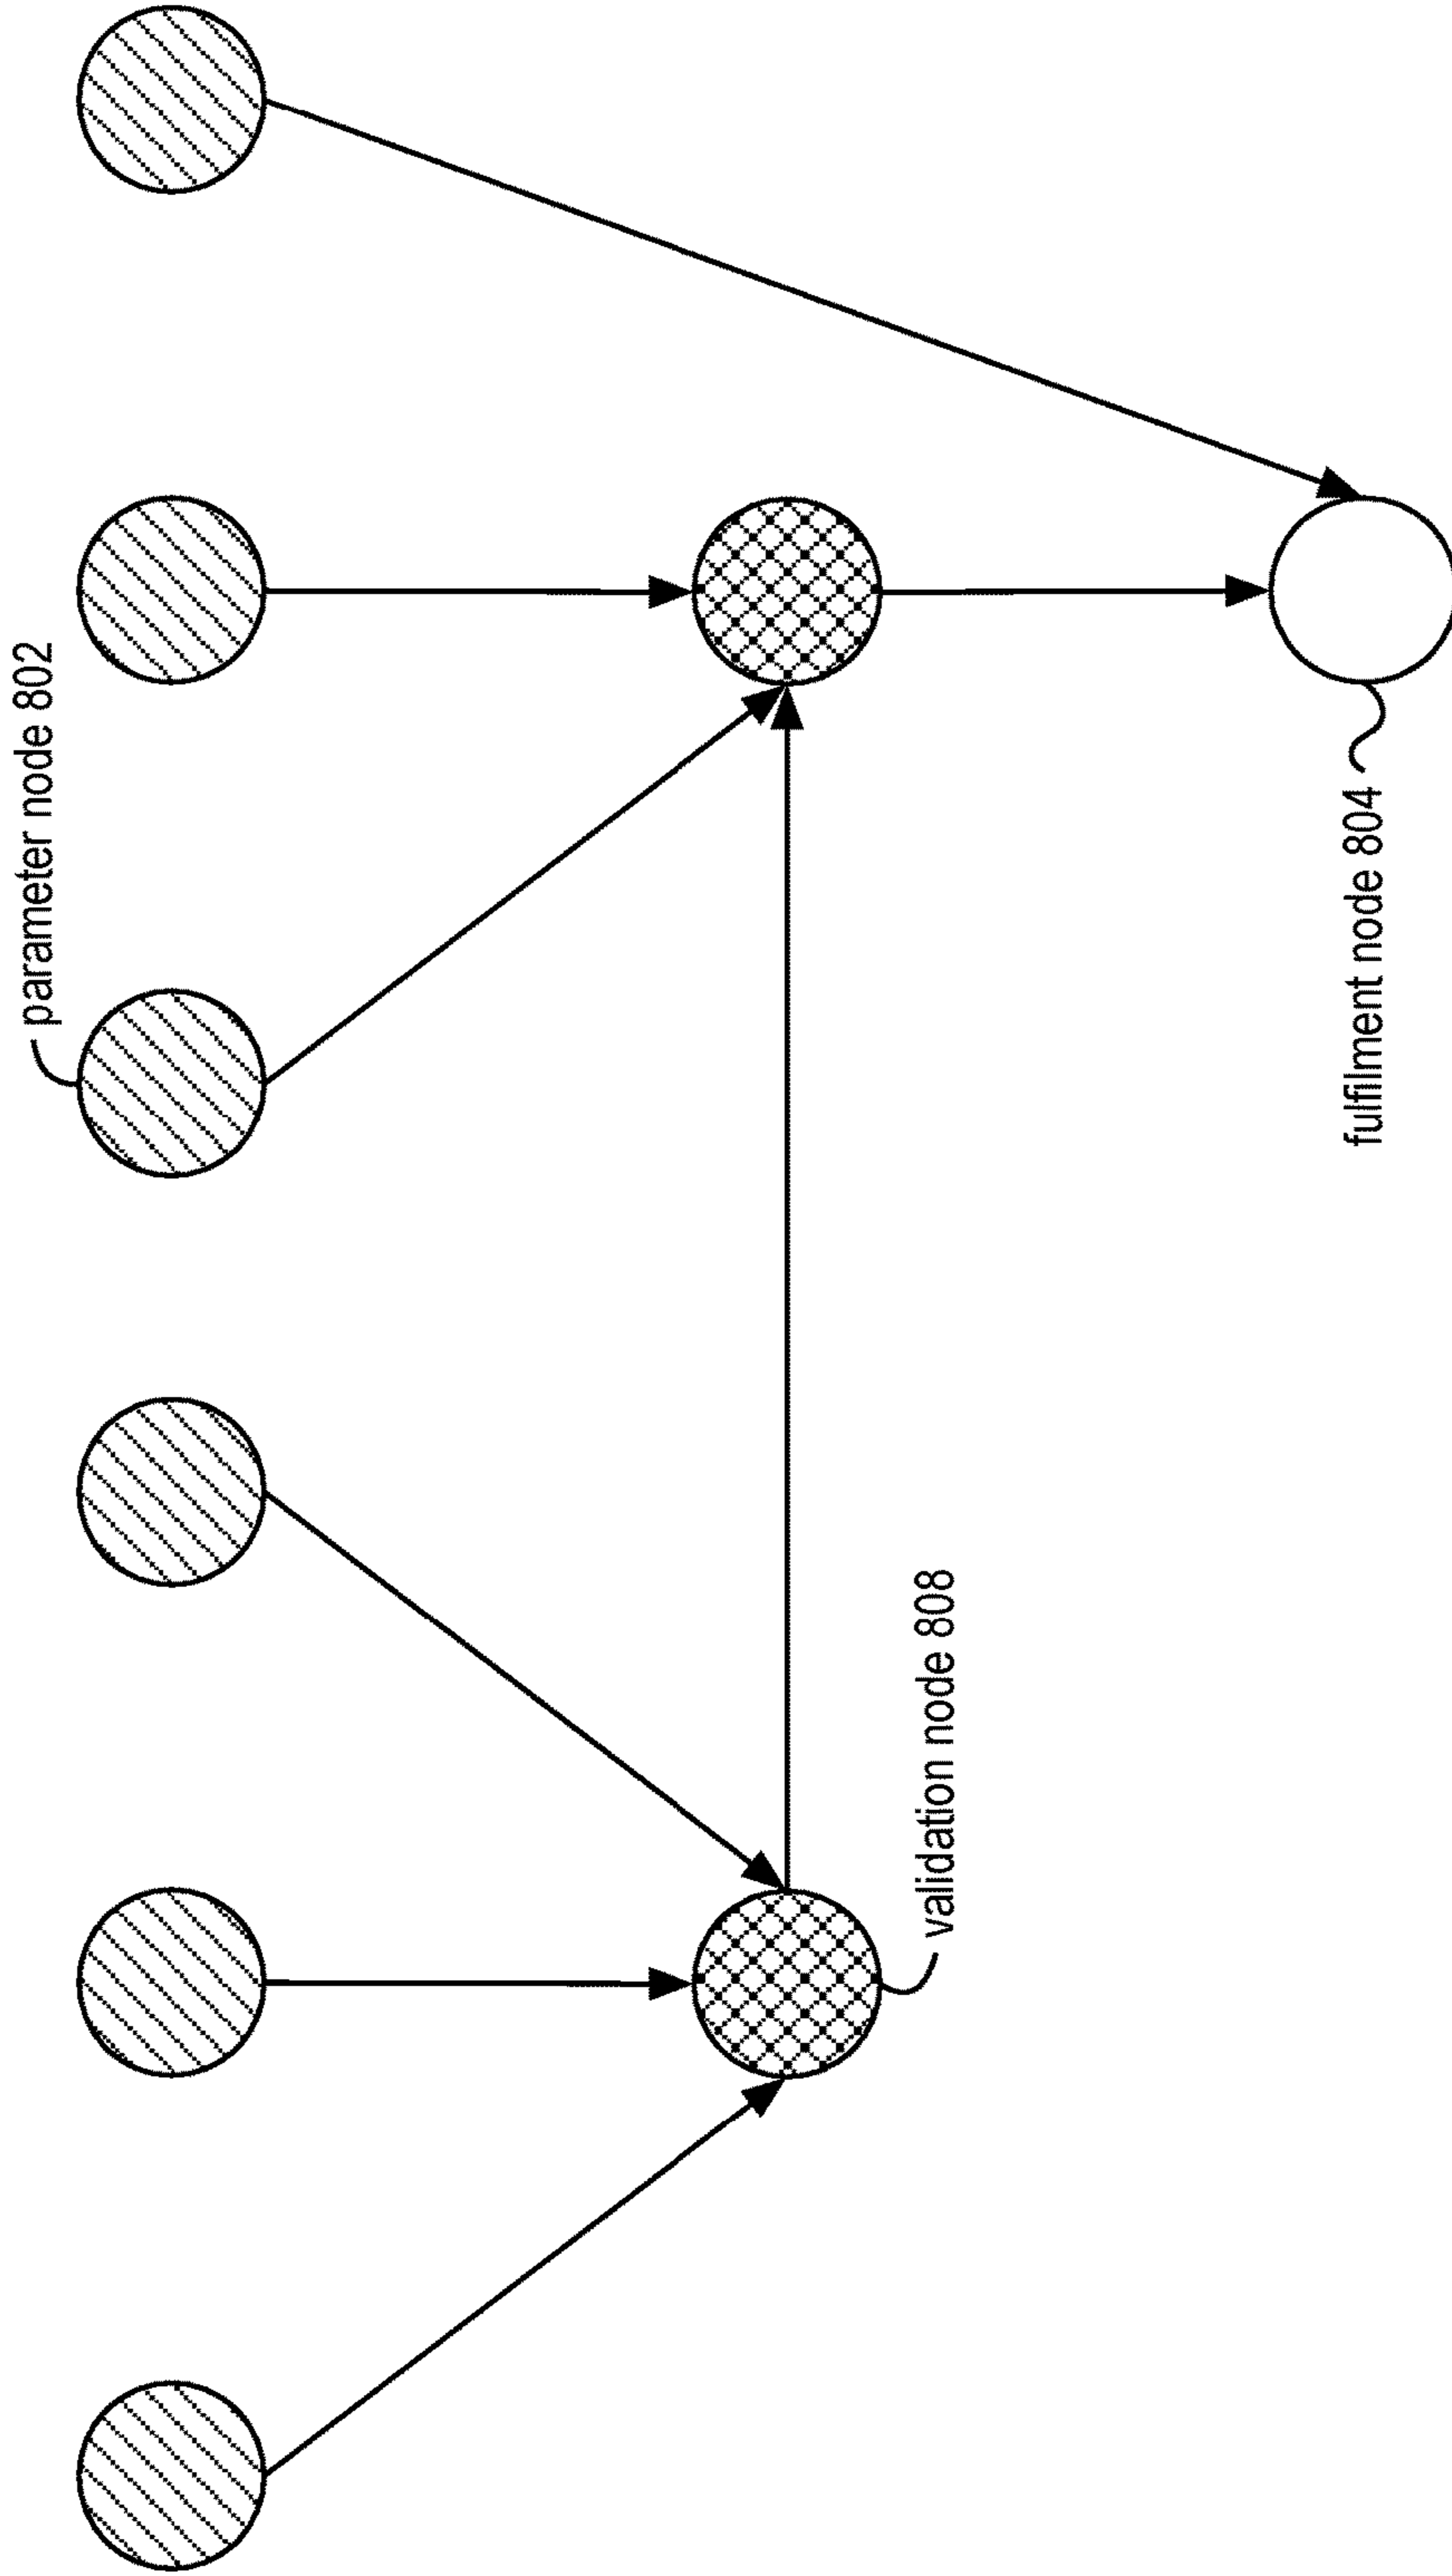 parameter node 802
validation node 808
fulfilment node 804